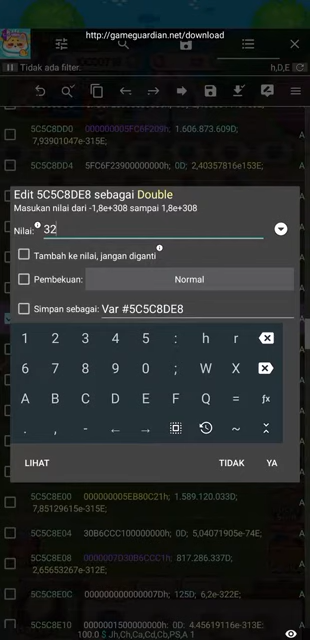 http://gameguardian.net/download
Tidak ada filter.
h,D,E
5C5C8DD0 000000005FC6F209h; 1.606.873.609D;
7,93901047e-315E;
5C5C8DD4 5FC6F23900000000h; 0D; 2,40357816e153E;
Edit 5C5C8DE8 sebagai Double
Masukan nilai dari -1,8e+308 sampai 1,8e+308
Nilai: 32
Tambah ke nilai, jangan diganti
Pembekuan: Normal
Simpan sebagai: Var #5C5C8DE8
1 2 3 4 5 : h r
6 7 8 9 0 ; W X
A B C D E F Q = fx
. , - ← → ~
LIHAT TIDAK YA
5C5C8E00 000000005EB80C21h; 1.589.120.033D;
7,85129615e-315E;
5C5C8E04 30B6CCC100000000h; 0D; 5,04071905e-74E;
5C5C8E08 0000007D30B6CCC1h; 817.286.337D;
2,65653267e-312E;
5C5C8E0C 000000000000007Dh; 125D; 6,2e-322E;
5C5C8E10 0000001500000000h; 0D; 4,45619116e-313E;
100.0 $ Jh,Ch,Ca,Cd,Cb,PS,A 1